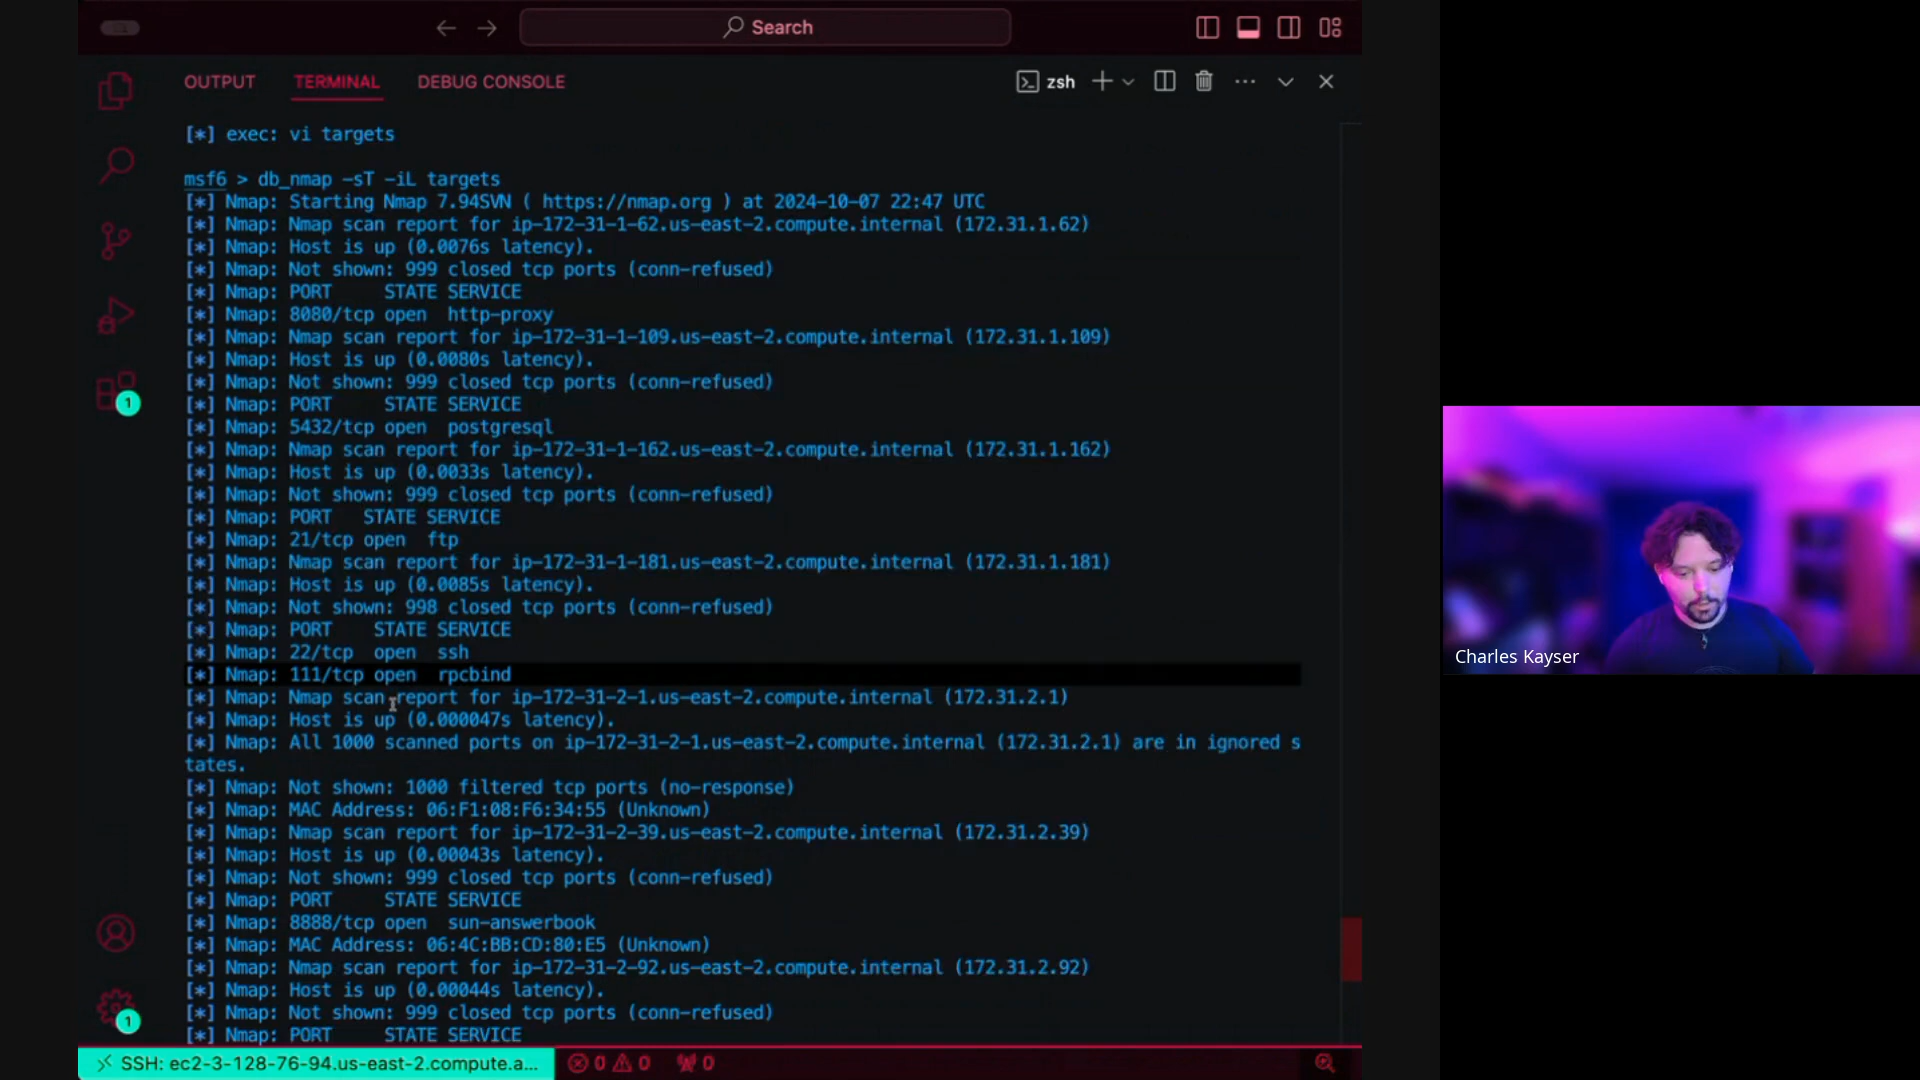 Search
OUTPUT TERMINAL DEBUG CONSOLE zsh
[*] exec: vi targets
msf6 > db_nmap -sT -iL targets
[*] Nmap: Starting Nmap 7.94SVN ( https://nmap.org ) at 2024-10-07 22:47 UTC
[*] Nmap: Nmap scan report for ip-172-31-1-62.us-east-2.compute.internal (172.31.1.62)
[*] Nmap: Host is up (0.0076s latency).
[*] Nmap: Not shown: 999 closed tcp ports (conn-refused)
[*] Nmap: PORT     STATE SERVICE
[*] Nmap: 8080/tcp open  http-proxy
[*] Nmap: Nmap scan report for ip-172-31-1-109.us-east-2.compute.internal (172.31.1.109)
[*] Nmap: Host is up (0.0080s latency).
[*] Nmap: Not shown: 999 closed tcp ports (conn-refused)
[*] Nmap: PORT     STATE SERVICE
[*] Nmap: 5432/tcp open  postgresql
[*] Nmap: Nmap scan report for ip-172-31-1-162.us-east-2.compute.internal (172.31.1.162)
[*] Nmap: Host is up (0.0033s latency).
[*] Nmap: Not shown: 999 closed tcp ports (conn-refused)
[*] Nmap: PORT   STATE SERVICE
[*] Nmap: 21/tcp open  ftp
[*] Nmap: Nmap scan report for ip-172-31-1-181.us-east-2.compute.internal (172.31.1.181)
[*] Nmap: Host is up (0.0085s latency).
[*] Nmap: Not shown: 998 closed tcp ports (conn-refused)
[*] Nmap: PORT    STATE SERVICE
[*] Nmap: 22/tcp  open  ssh
[*] Nmap: 111/tcp open  rpcbind
[*] Nmap: Nmap scan report for ip-172-31-2-1.us-east-2.compute.internal (172.31.2.1)
[*] Nmap: Host is up (0.000047s latency).
[*] Nmap: All 1000 scanned ports on ip-172-31-2-1.us-east-2.compute.internal (172.31.2.1) are in ignored s
tates.
[*] Nmap: Not shown: 1000 filtered tcp ports (no-response)
[*] Nmap: MAC Address: 06:F1:08:F6:34:55 (Unknown)
[*] Nmap: Nmap scan report for ip-172-31-2-39.us-east-2.compute.internal (172.31.2.39)
[*] Nmap: Host is up (0.00043s latency).
[*] Nmap: Not shown: 999 closed tcp ports (conn-refused)
[*] Nmap: PORT     STATE SERVICE
[*] Nmap: 8888/tcp open  sun-answerbook
[*] Nmap: MAC Address: 06:4C:BB:CD:80:E5 (Unknown)
[*] Nmap: Nmap scan report for ip-172-31-2-92.us-east-2.compute.internal (172.31.2.92)
[*] Nmap: Host is up (0.00044s latency).
[*] Nmap: Not shown: 999 closed tcp ports (conn-refused)
[*] Nmap: PORT     STATE SERVICE
1
1
SSH: ec2-3-128-76-94.us-east-2.compute.a... 0 0 0
Charles Kayser